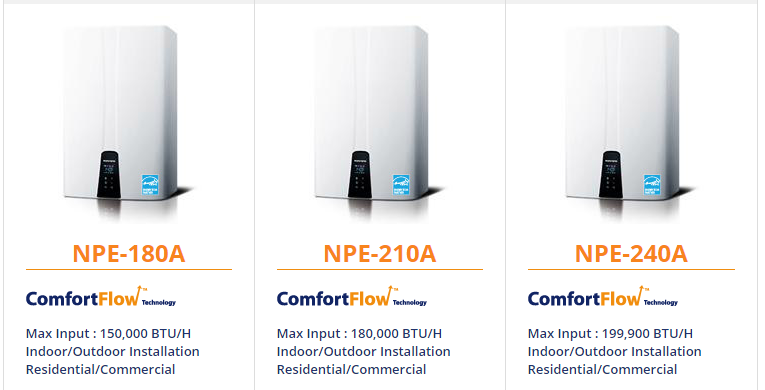 NPE-180A
ComfortFlow™ Technology
Max Input : 150,000 BTU/H
Indoor/Outdoor Installation
Residential/Commercial
NPE-210A
ComfortFlow™ Technology
Max Input : 180,000 BTU/H
Indoor/Outdoor Installation
Residential/Commercial
NPE-240A
ComfortFlow™ Technology
Max Input : 199,900 BTU/H
Indoor/Outdoor Installation
Residential/Commercial